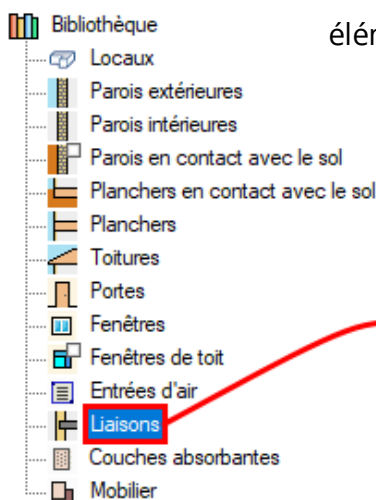 Bibliothèque
Locaux
Parois extérieures
Parois intérieures
Parois en contact avec le sol
Planchers en contact avec le sol
Planchers
Toitures
Portes
Fenêtres
Fenêtres de toit
Entrées d'air
Liaisons
Couches absorbantes
Mobilier